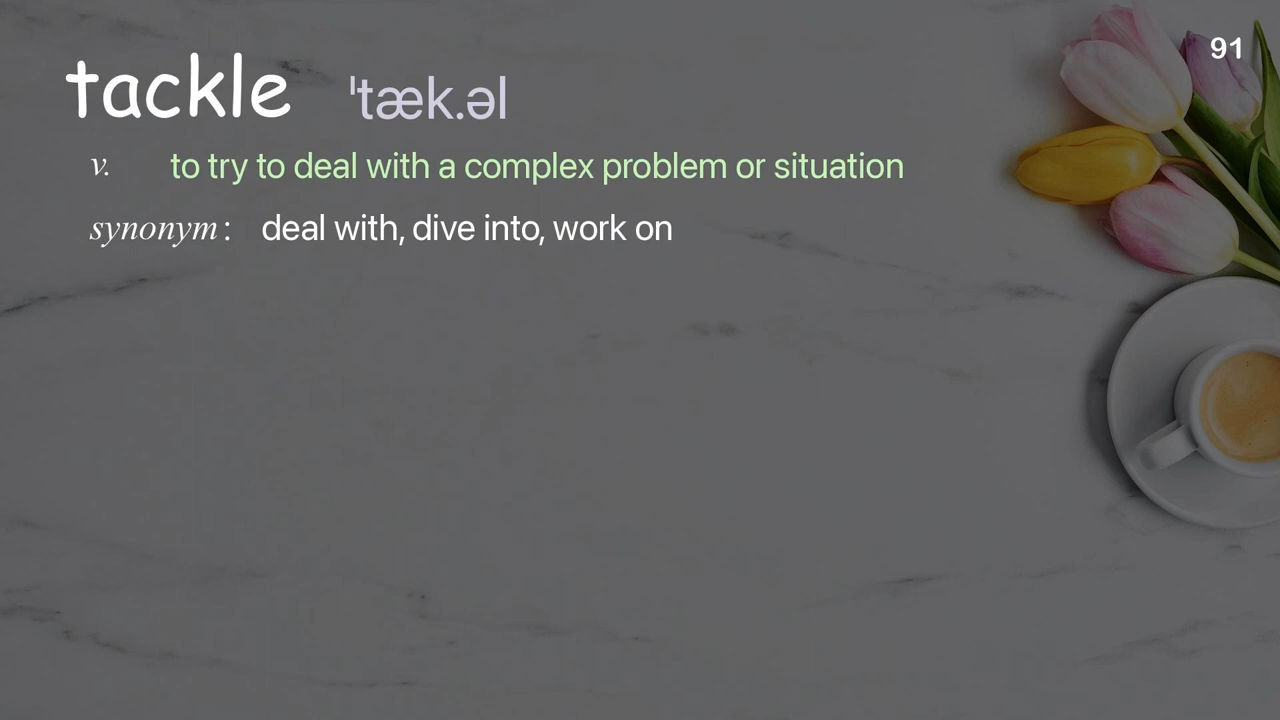 91
tackle ˈtæk.əl
v. to try to deal with a complex problem or situation
synonym: deal with, dive into, work on